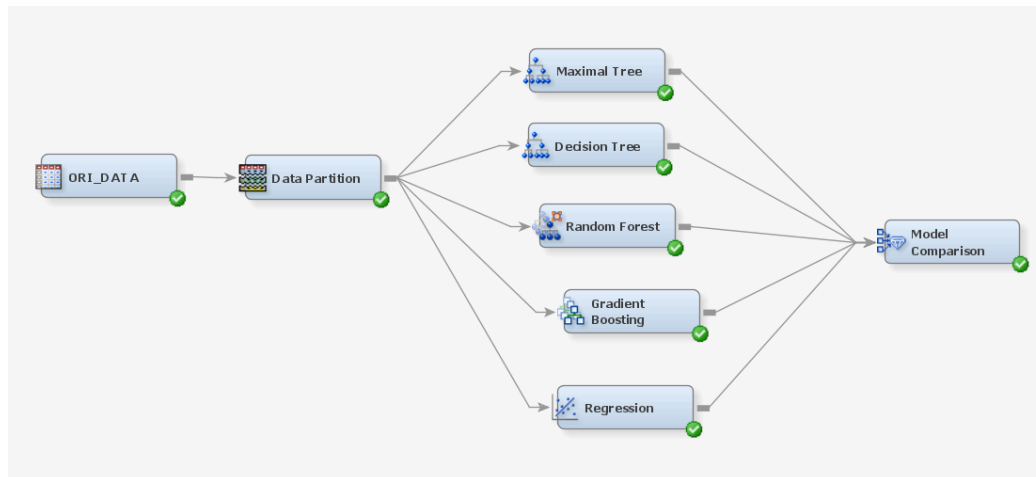 Maximal Tree
Decision Tree
ORI_DATA
Data Partition
Random Forest
Model
Comparison
Gradient
Boosting
Regression